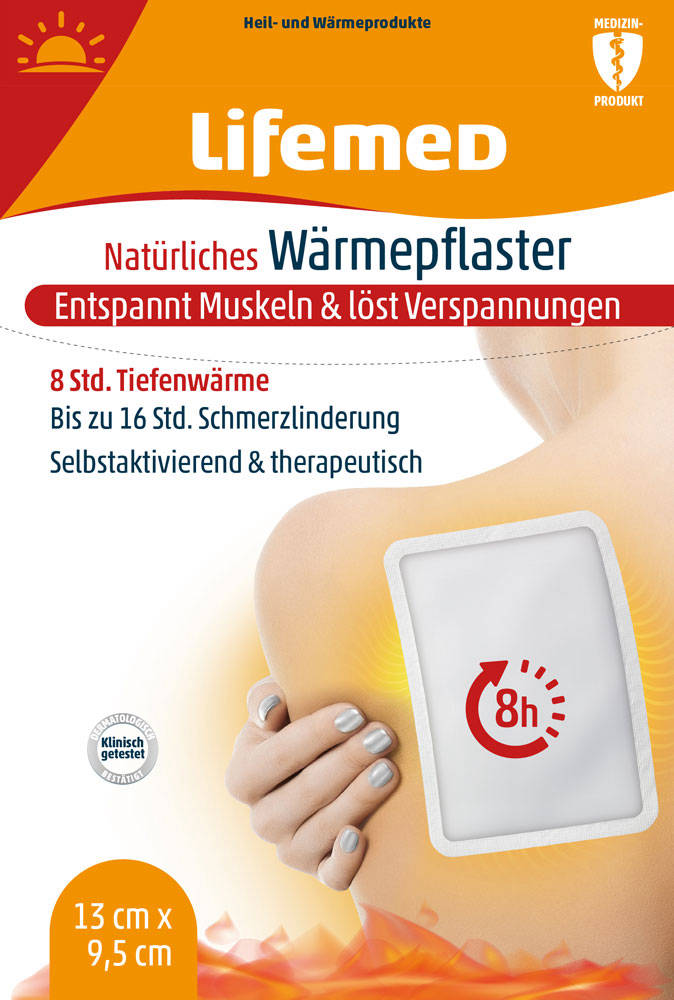 Heil- und Wärmeprodukte
MEDIZIN-
PRODUKT
Lifemed
Natürliches Wärmepflaster
Entspannt Muskeln & löst Verspannungen
8 Std. Tiefenwärme
Bis zu 16 Std. Schmerzlinderung
Selbstaktivierend & therapeutisch
8h
DERMATOLOGISCH
Klinisch
getestet
BESTÄTIGT
13 cm x
9,5 cm